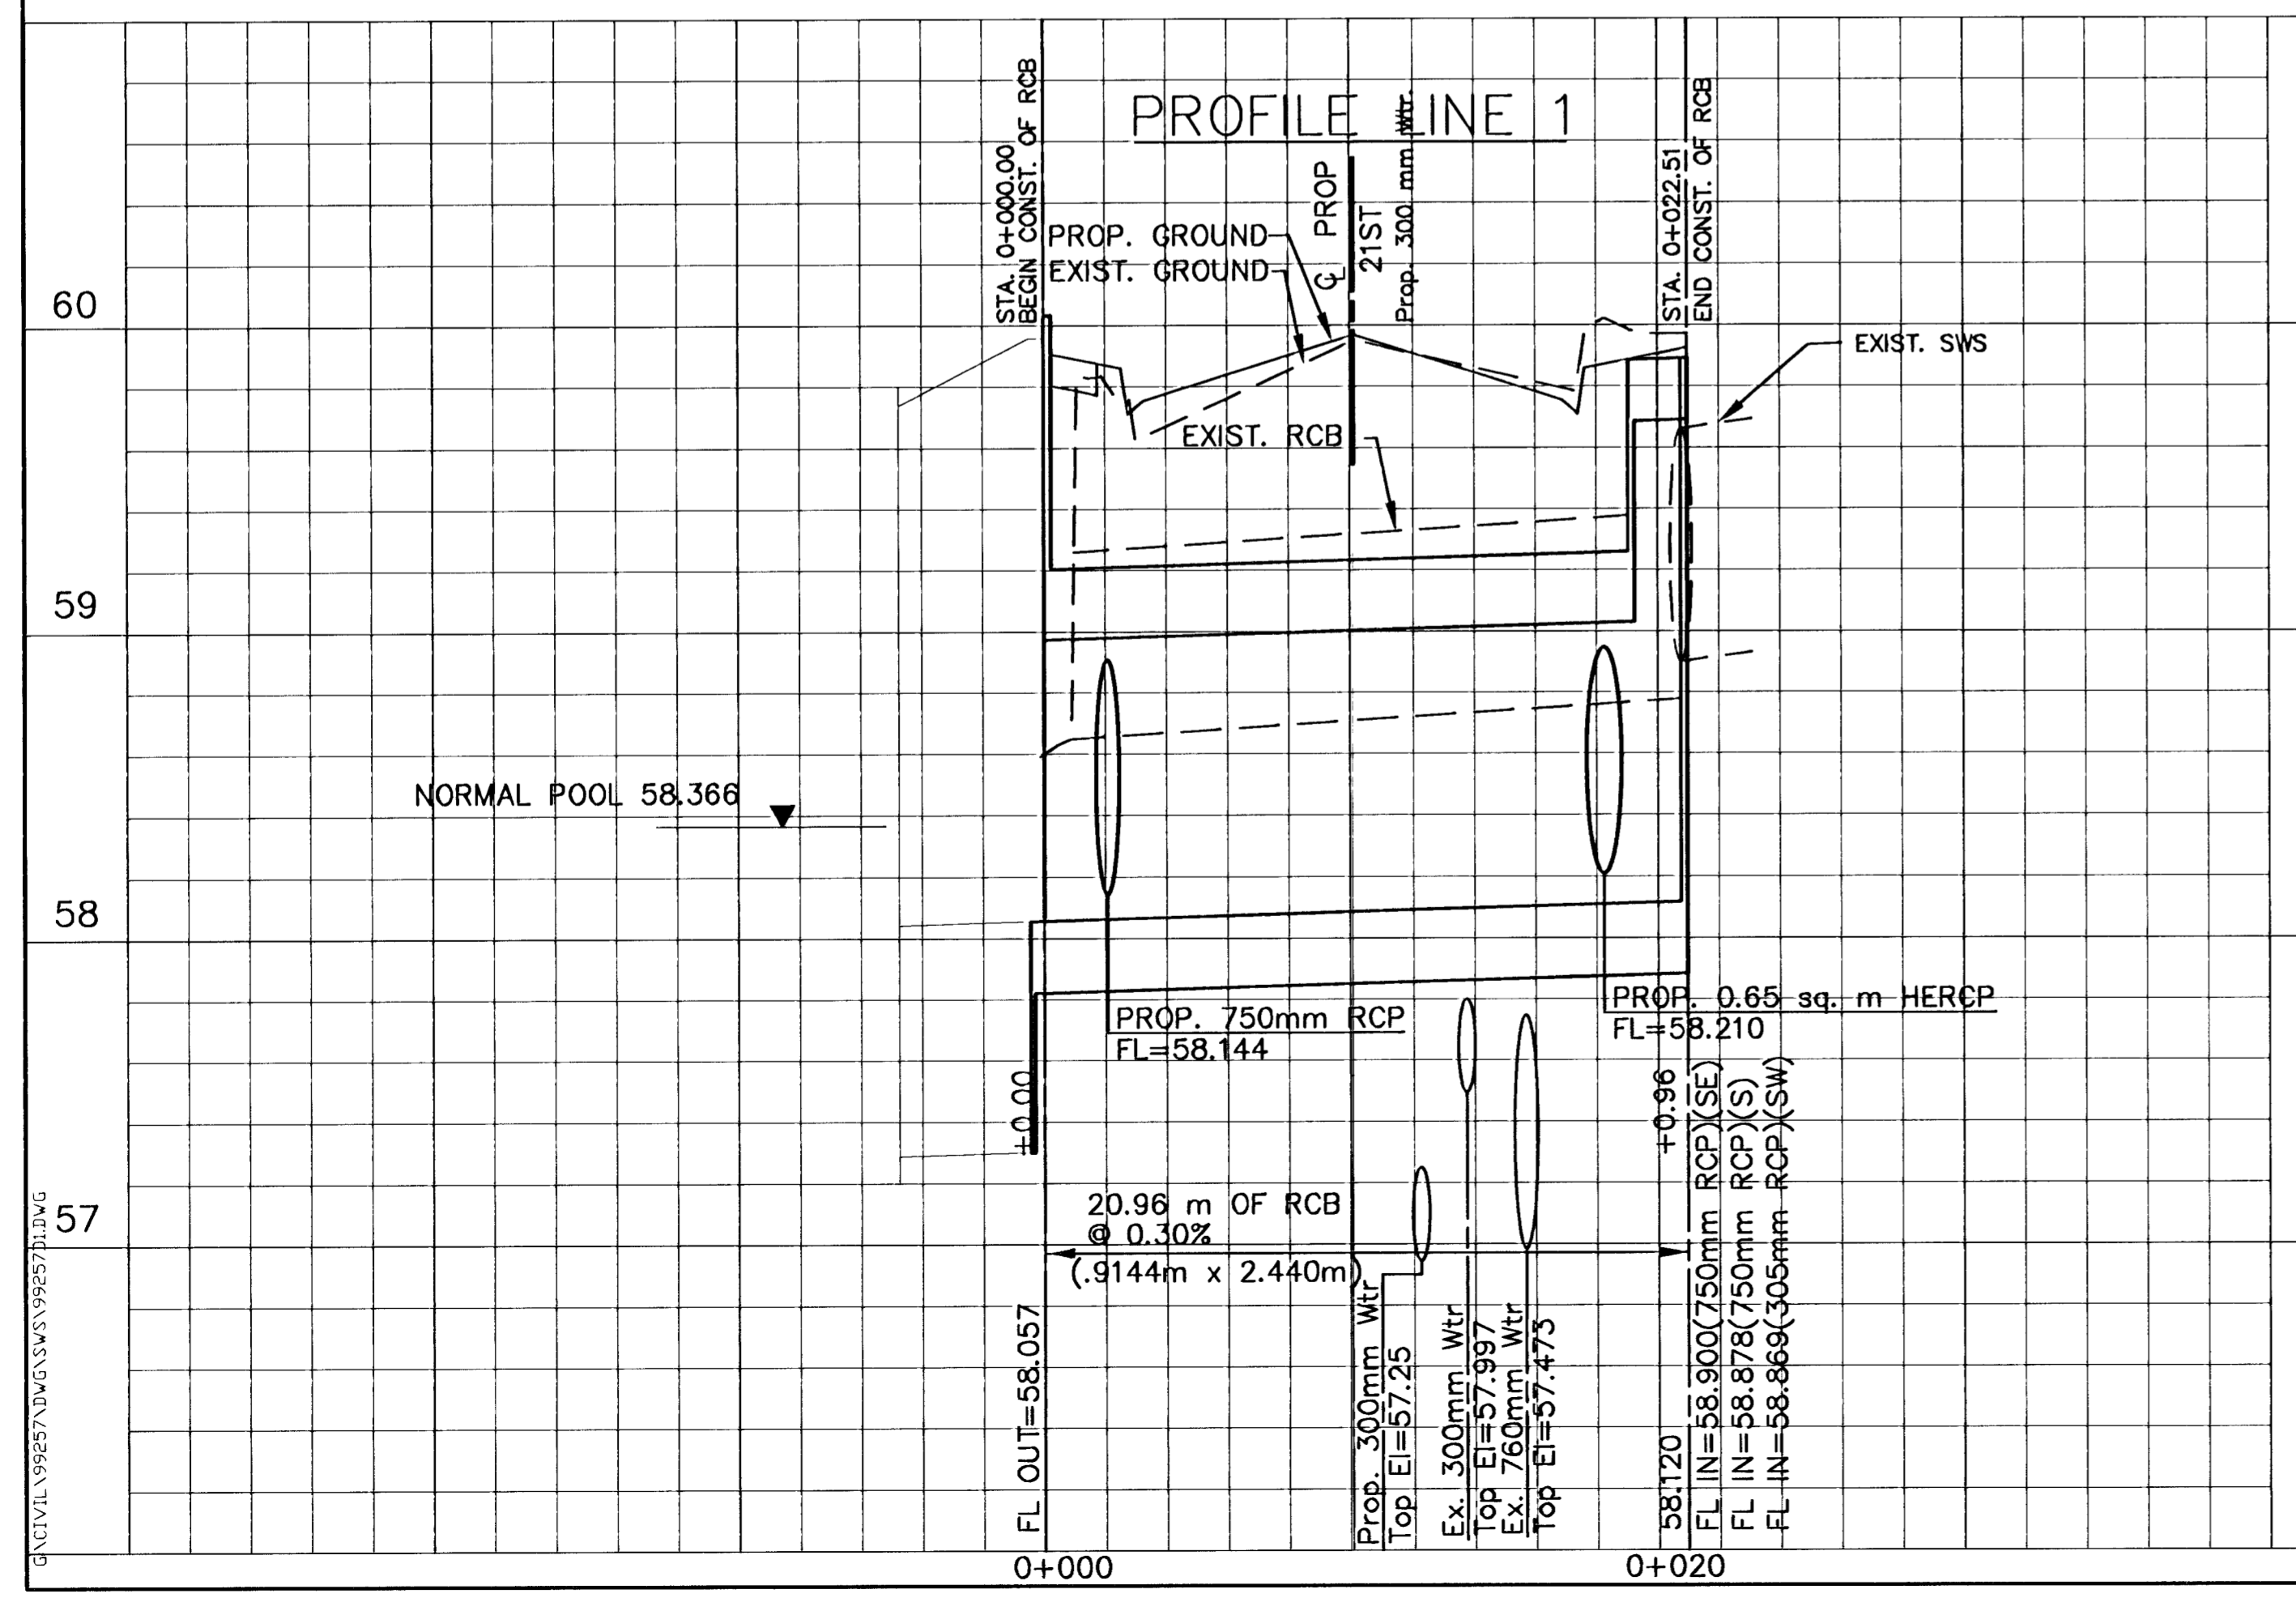 PROFILE LINE 1
STA. 0+000.00
BEGIN CONST. OF RCB
PROP. GROUND
EXIST. GROUND
℄ PROP
21ST
Prop. 300 mm Wtr.
STA. 0+022.51
END CONST. OF RCB
EXIST. SWS
EXIST. RCB
60
59
58
57
NORMAL POOL 58.366
PROP. 750mm RCP
FL=58.144
PROP. 0.65 sq. m HERCP
FL=58.210
+0.00
+0.96
20.96 m OF RCB
@ 0.30%
(.9144m x 2.440m)
FL OUT=58.057
Prop. 300mm Wtr
Top El=57.25
Ex. 300mm Wtr
Top El=57.997
Ex. 760mm Wtr
Top El=57.473
58.120
FL IN=58.900(750mm RCP)(SE)
FL IN=58.878(750mm RCP)(S)
FL IN=58.869(305mm RCP)(SW)
0+000
0+020
G:\CIVIL\99257\DWG\SWS\99257D1.DWG